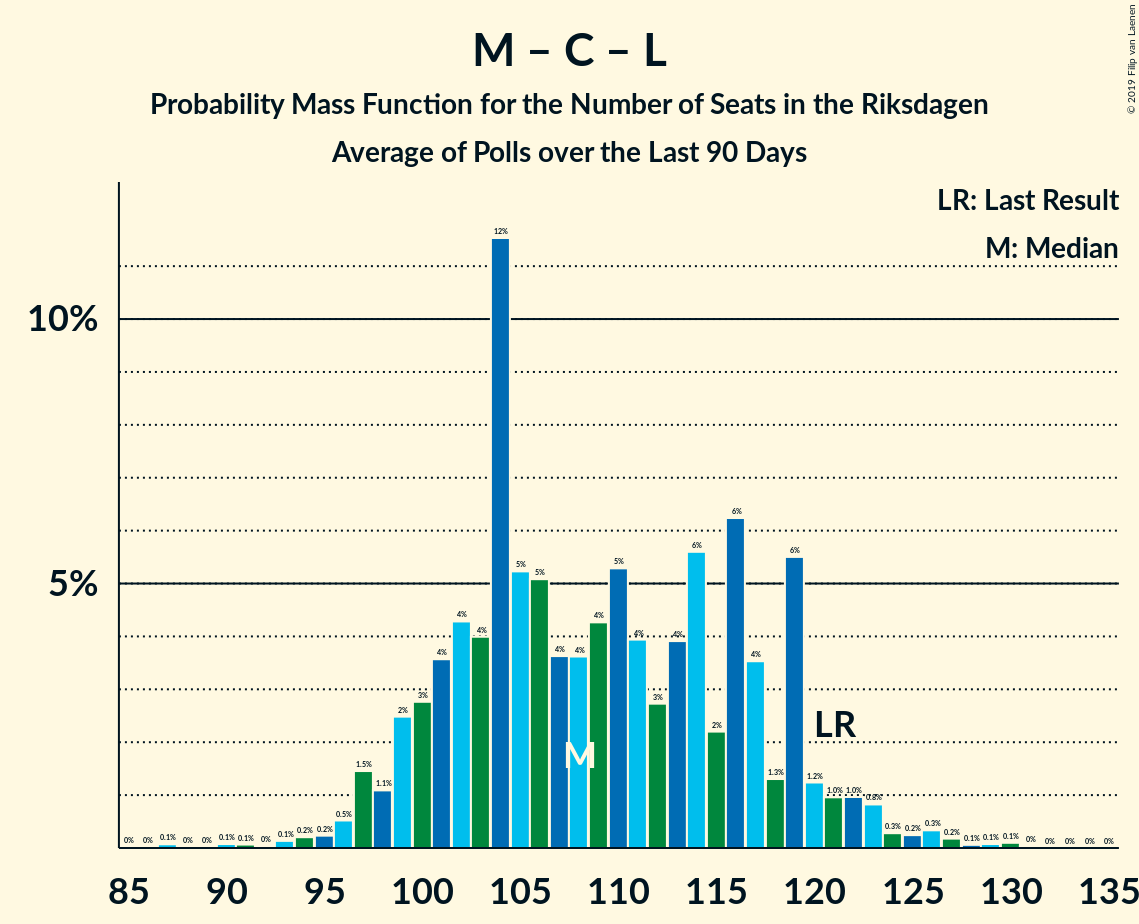 M – C – L
Probability Mass Function for the Number of Seats in the Riksdagen
Average of Polls over the Last 90 Days
© 2019 Filip van Laenen
LR: Last Result
M: Median
10%
5%
0% 0% 0.1% 0% 0% 0.1% 0.1% 0% 0.1% 0.2% 0.2% 0.5% 1.5% 1.1% 2% 3% 4% 4% 4% 12% 5% 5% 4% 4% 4% 5% 4% 3% 4% 6% 2% 6% 4% 1.3% 6% 1.2% 1.0% 1.0% 0.8% 0.3% 0.2% 0.3% 0.2% 0.1% 0.1% 0.1% 0% 0% 0% 0% 0%
LR
M
85 90 95 100 105 110 115 120 125 130 135